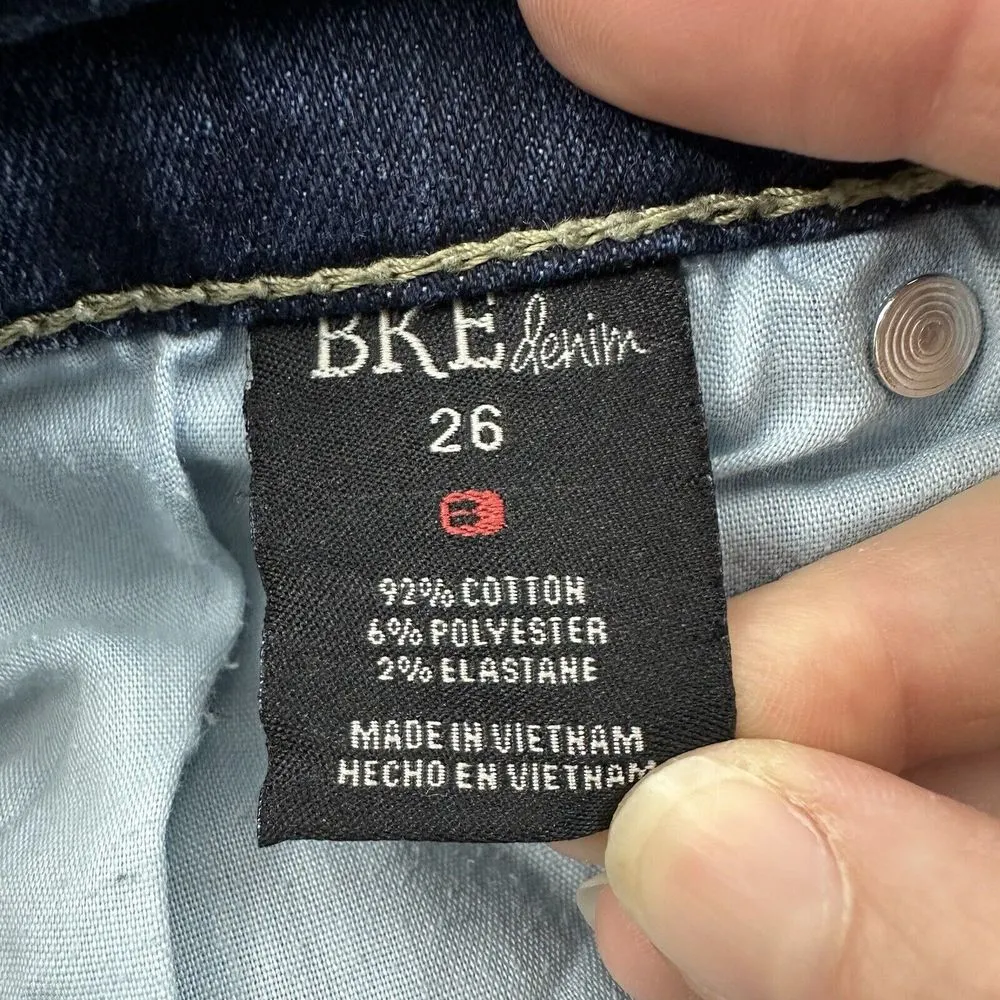 BKE denim
26
B
92% COTTON
6% POLYESTER
2% ELASTANE
MADE IN VIETNAM
HECHO EN VIETNAM